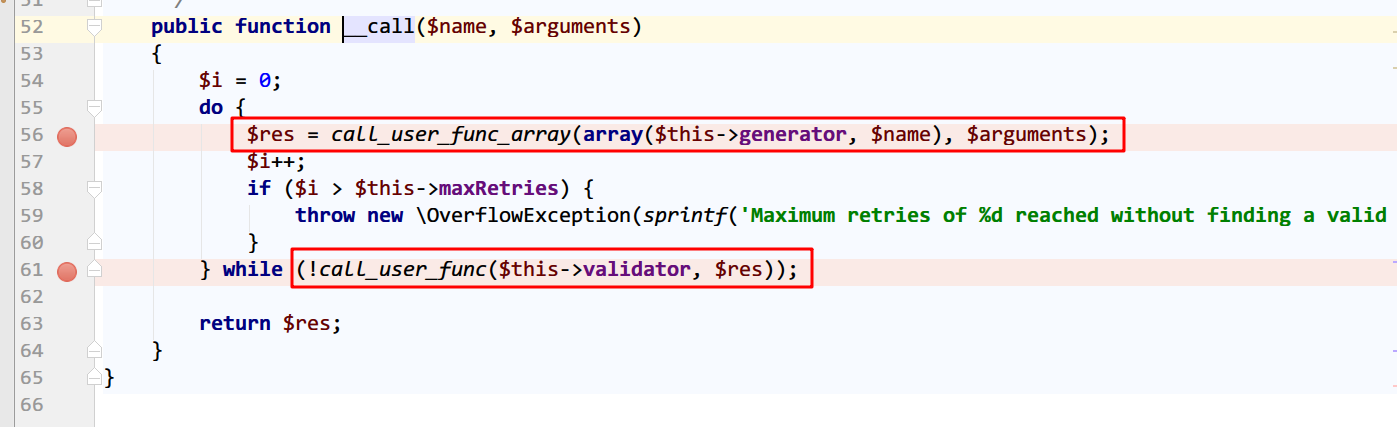 51 */
52 public function __call($name, $arguments)
53 {
54 $i = 0;
55 do {
56 $res = call_user_func_array(array($this->generator, $name), $arguments);
57 $i++;
58 if ($i > $this->maxRetries) {
59 throw new \OverflowException(sprintf('Maximum retries of %d reached without finding a valid
60 }
61 } while (!call_user_func($this->validator, $res));
62
63 return $res;
64 }
65 }
66